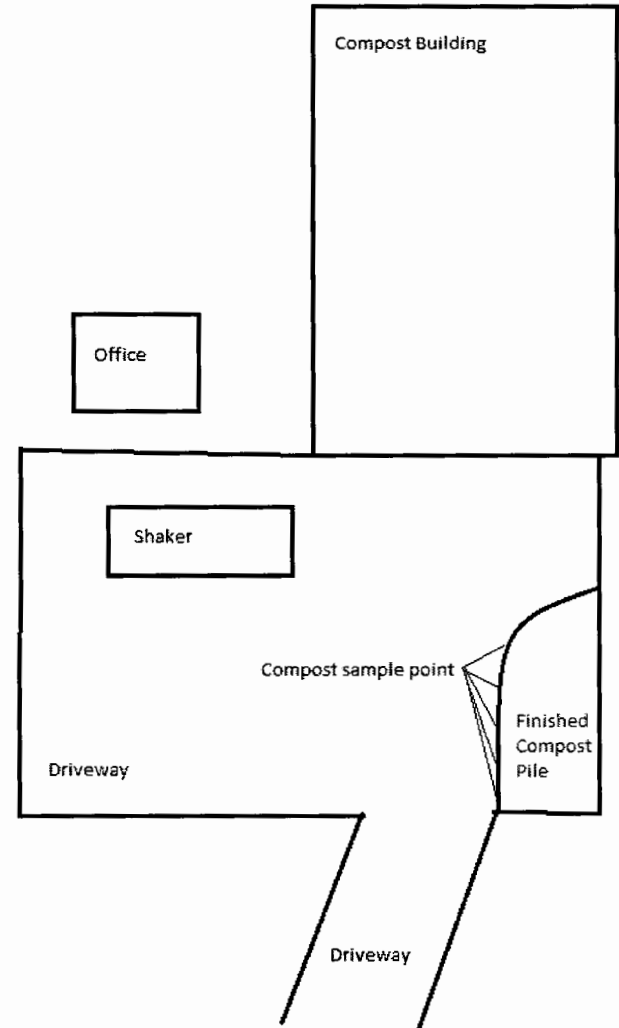 Compost Building
Office
Shaker
Compost sample point
Finished
Compost
Pile
Driveway
Driveway